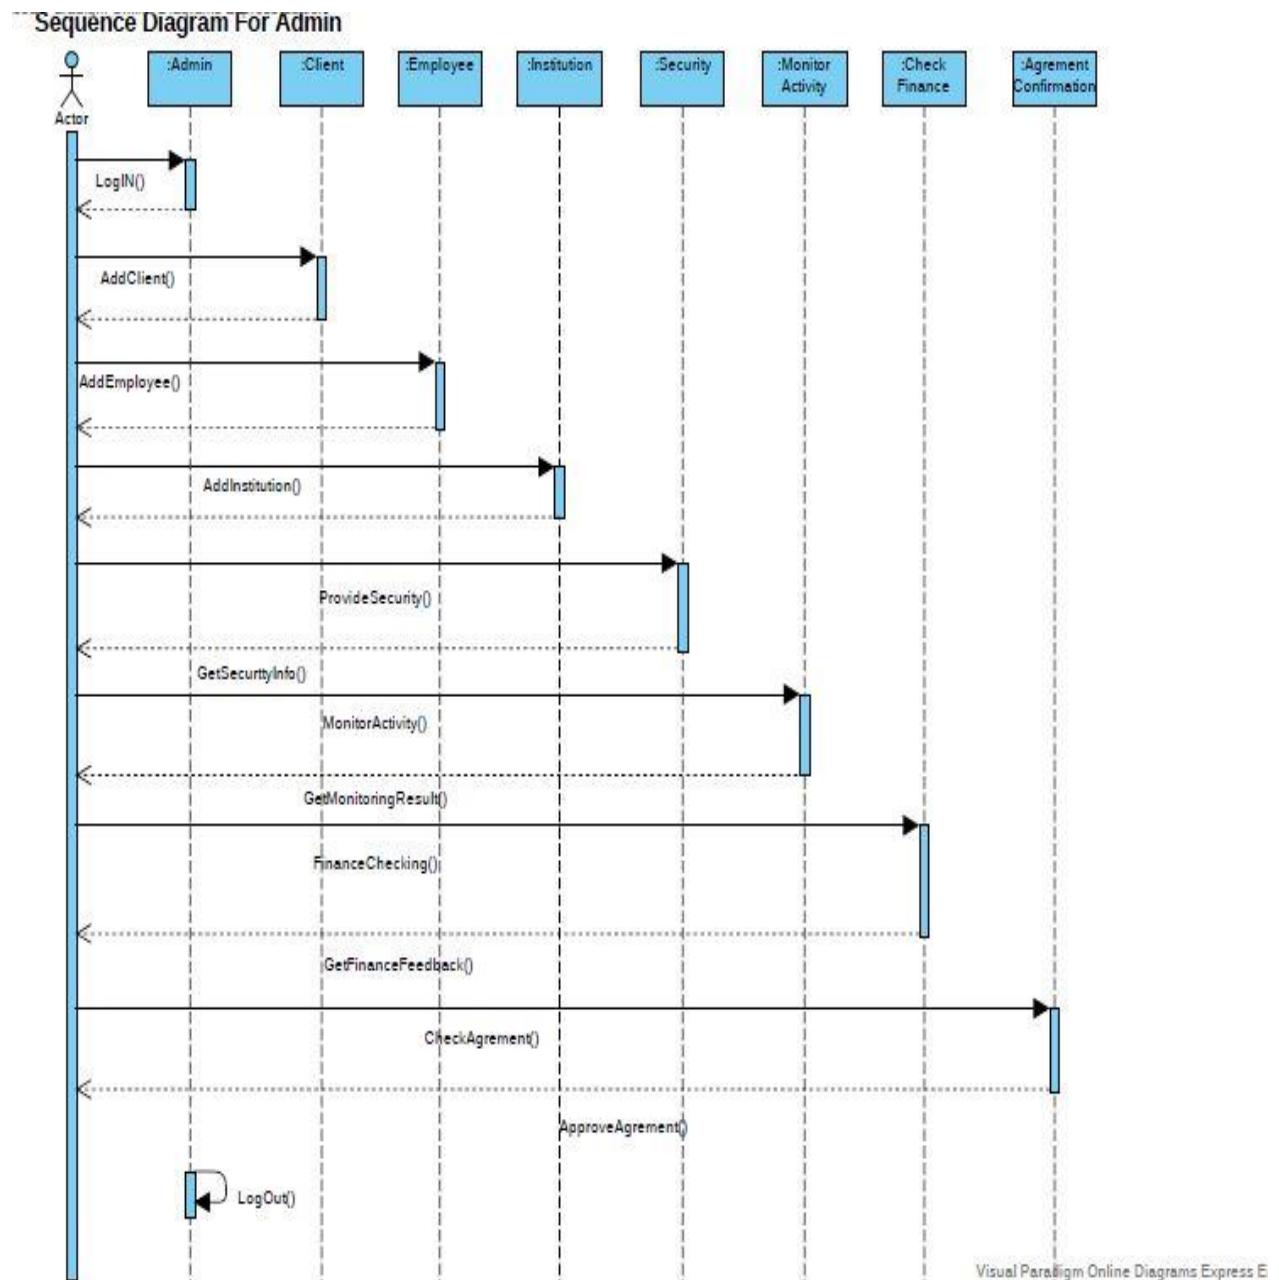 Sequence Diagram For Admin
:Admin
:Client
:Employee
:Institution
:Security
:Monitor
Activity
:Check
Finance
:Agrement
Confirmation
Actor
LogIN()
AddClient()
AddEmployee()
AddInstitution()
ProvideSecurity()
GetSecurttyInfo()
MonitorActivity()
GetMonitoringResult()
FinanceChecking()
GetFinanceFeedback()
CheckAgrement()
ApproveAgrement()
LogOut()
Visual Paradigm Online Diagrams Express E